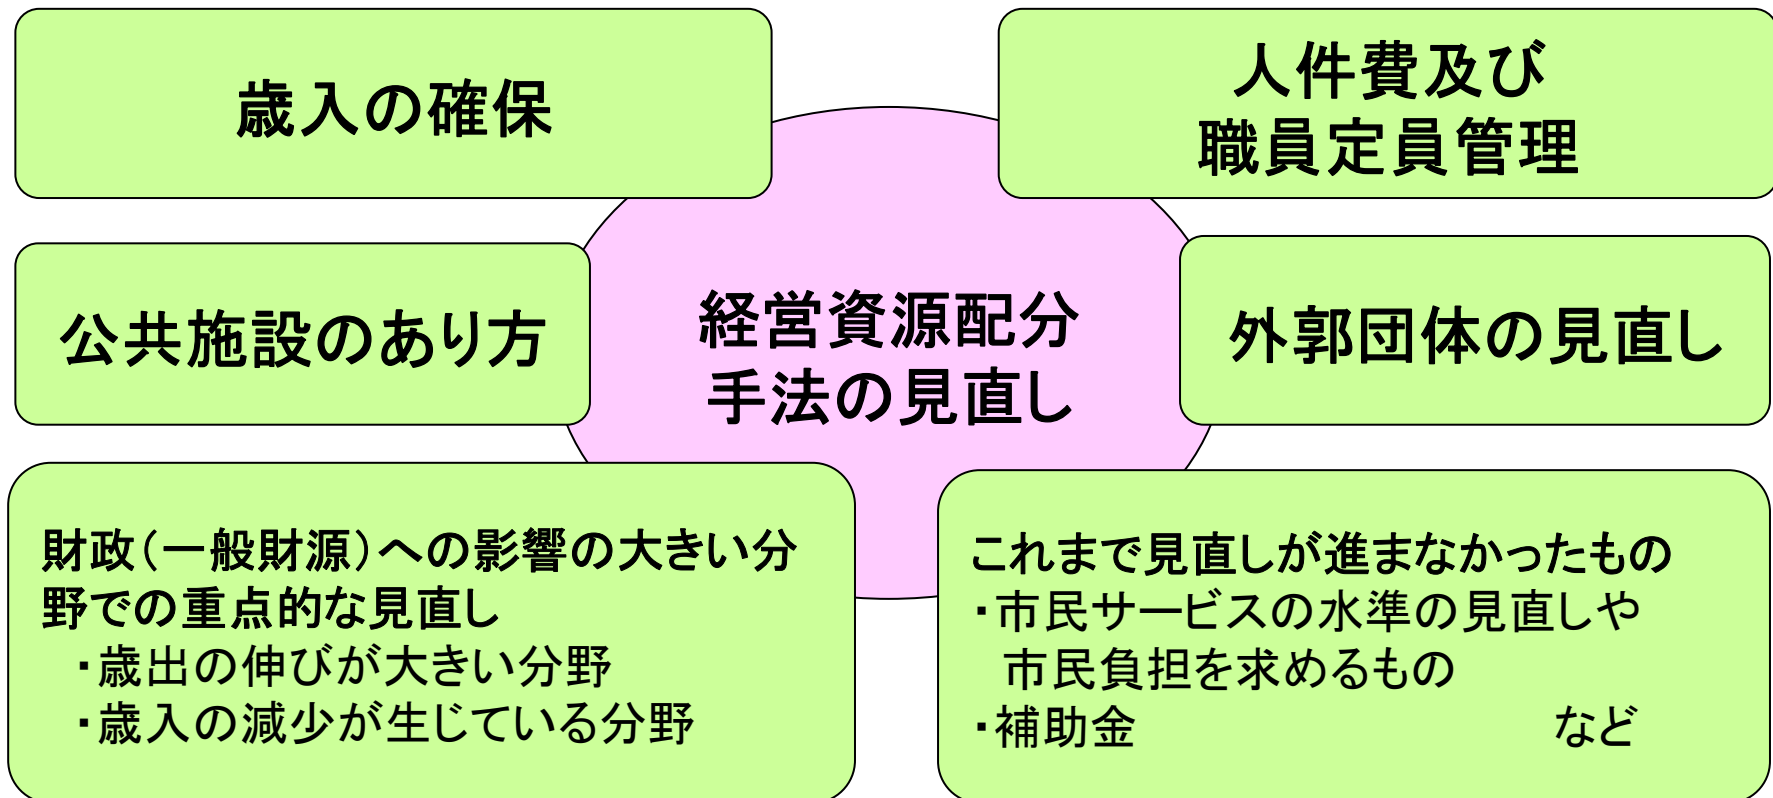 歳入の確保
人件費及び
職員定員管理
公共施設のあり方
経営資源配分
手法の見直し
外郭団体の見直し
財政(一般財源)への影響の大きい分
野での重点的な見直し
・歳出の伸びが大きい分野
・歳入の減少が生じている分野
これまで見直しが進まなかったもの
・市民サービスの水準の見直しや
市民負担を求めるもの
・補助金 など